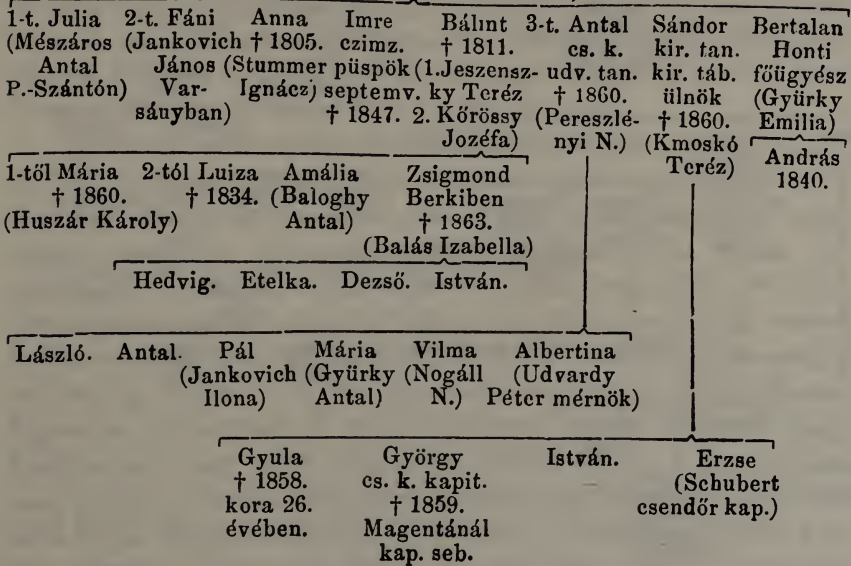 1-t. Julia 2-t. Fáni Anna Imre Bálint 3-t. Antal Sándor Bertalan
(Mészáros (Jankovich † 1805. czimz. † 1811. cs. k. kir. tan. Honti
Antal János (Stummer püspök (1.Jeszensz- udv. tan. kir. táb. főügyész
P.-Szántón) Var- Ignácz) septemv. ky Teréz † 1860. ülnök (Gyürky
sányban) † 1847. 2. Kőrössy (Pereszlé- † 1860. Emilia)
Jozéfa) nyi N.) (Kmoskó
Teréz) András
1840.
1-től Mária 2-tól Luiza Amália Zsigmond
† 1860. † 1834. (Baloghy Berkiben
(Huszár Károly) Antal) † 1863.
(Balás Izabella)
Hedvig. Etelka. Dezső. István.
László. Antal. Pál Mária Vilma Albertina
(Jankovich (Gyürky (Nogáll (Udvardy
Ilona) Antal) N.) Péter mérnök)
Gyula György István. Erzse
† 1858. cs. k. kapit. (Schubert
kora 26. † 1859. csendőr kap.)
évében. Magentánál
kap. seb.